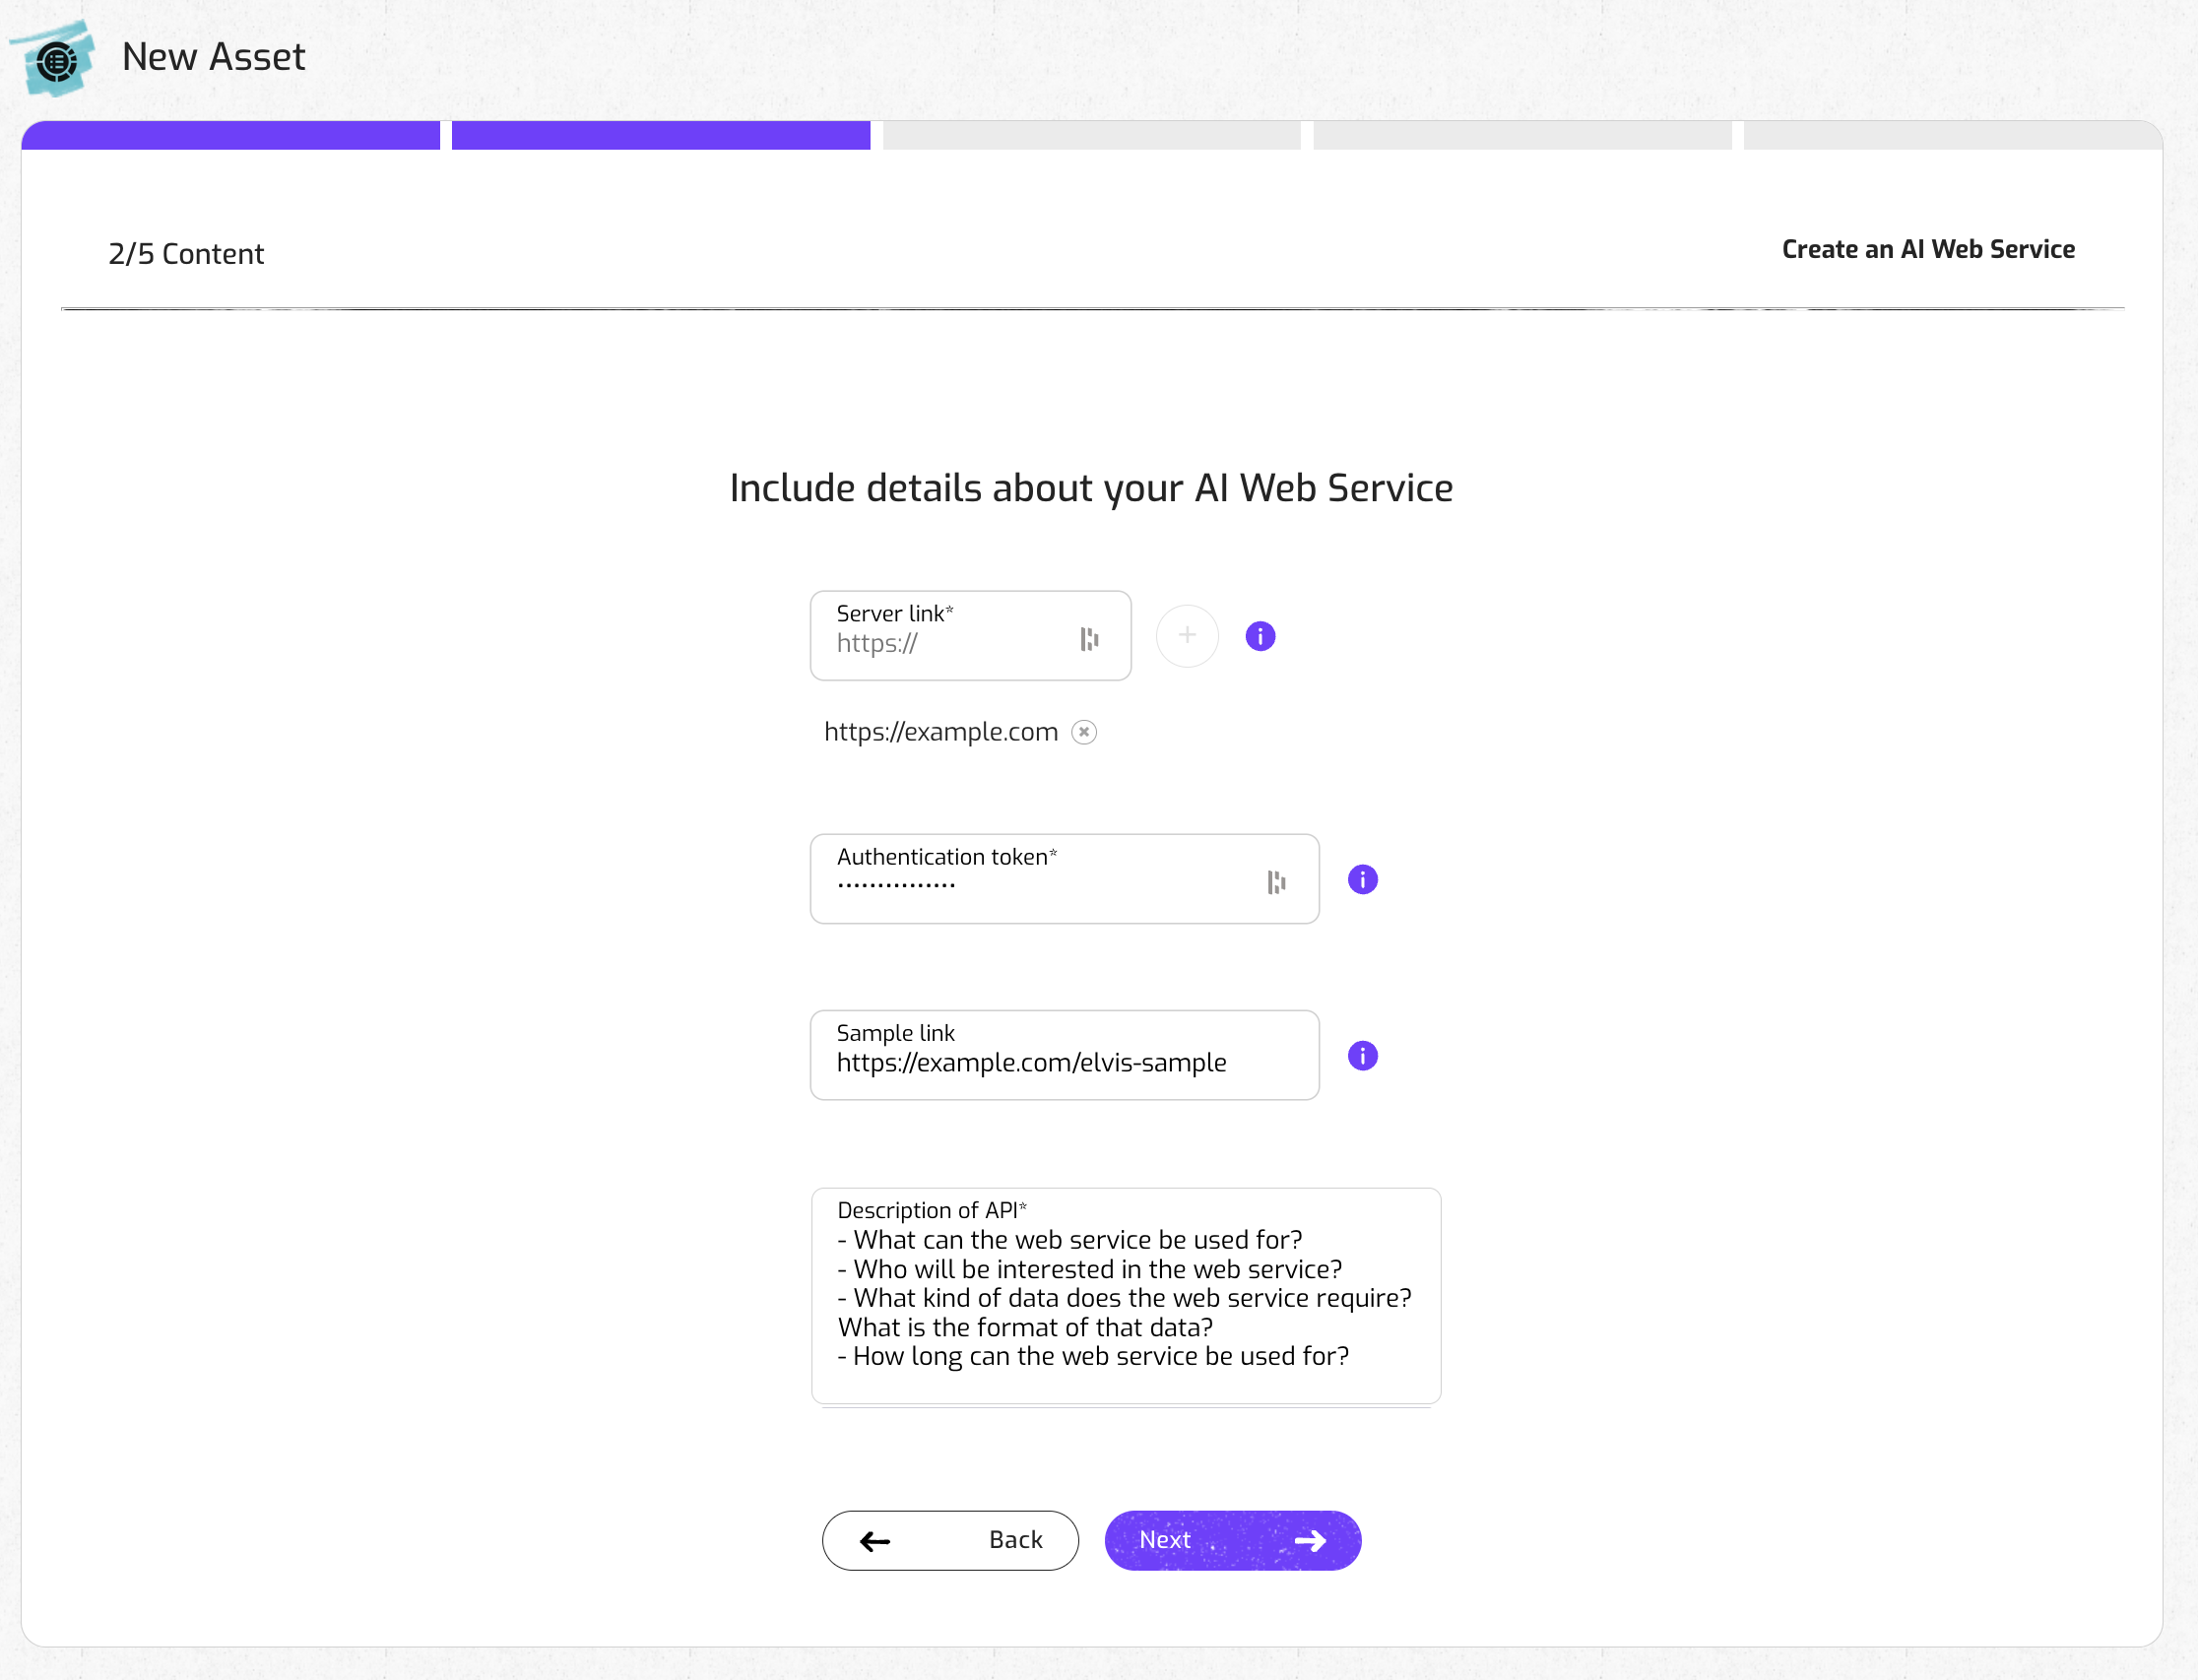 New Asset
2/5 Content
Create an AI Web Service
Include details about your AI Web Service
Server link*
https://
https://example.com
Authentication token*
•••••••••••••••
Sample link
https://example.com/elvis-sample
Description of API*
- What can the web service be used for?
- Who will be interested in the web service?
- What kind of data does the web service require?
What is the format of that data?
- How long can the web service be used for?
Back
Next